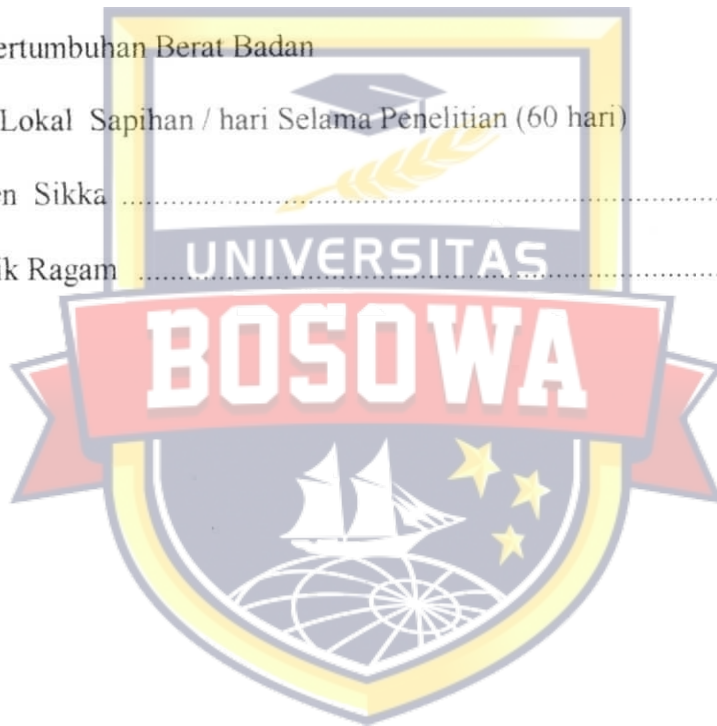 ertumbuhan Berat Badan
Lokal Sapihan / hari Selama Penelitian (60 hari)
en Sikka ........................................................................
ik Ragam ........................................................................
UNIVERSITAS
BOSOWA